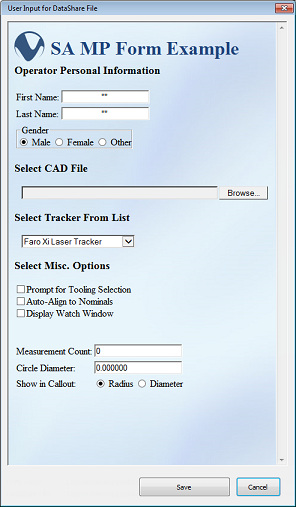 User Input for DataShare File
SA MP Form Example
Operator Personal Information
First Name: **
Last Name: **
Gender
Male Female Other
Select CAD File
Browse...
Select Tracker From List
Faro Xi Laser Tracker
Select Misc. Options
Prompt for Tooling Selection
Auto-Align to Nominals
Display Watch Window
Measurement Count: 0
Circle Diameter: 0.000000
Show in Callout: Radius Diameter
Save Cancel